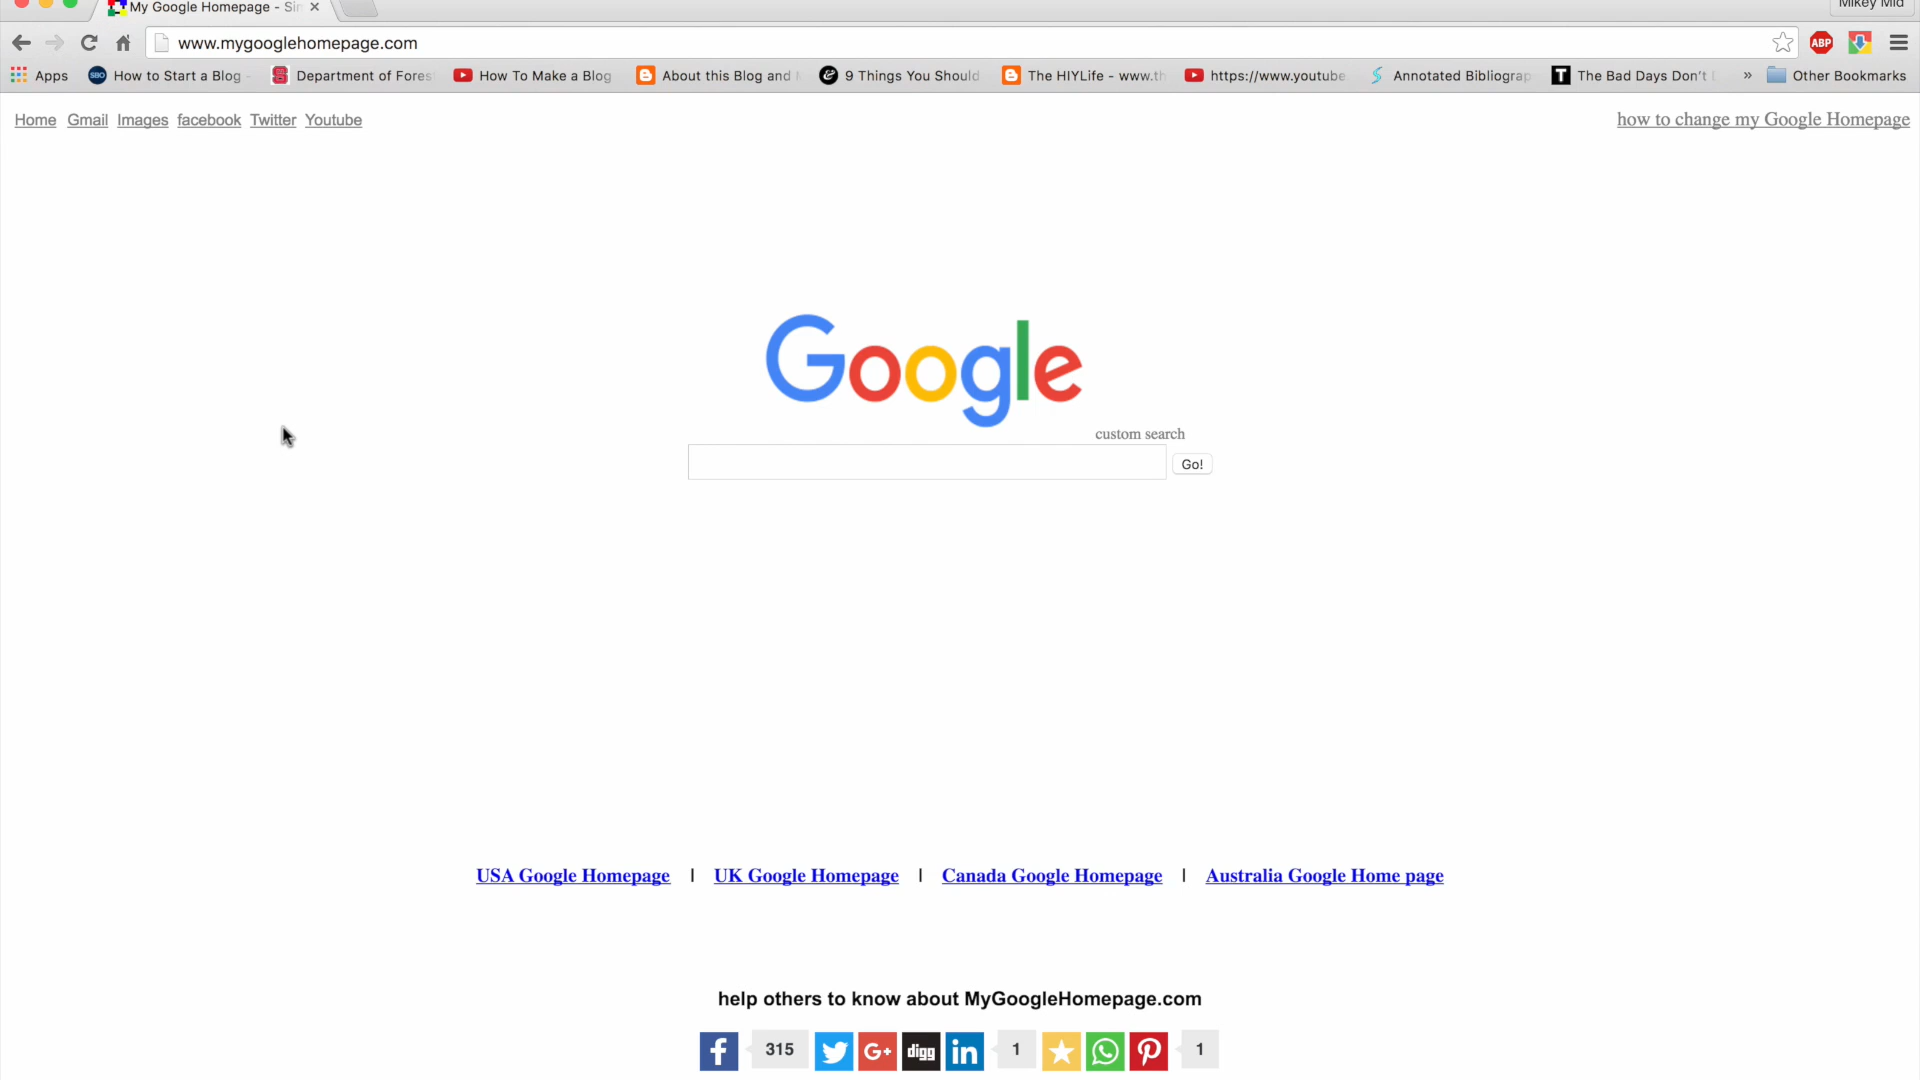 My Google Homepage - Sin
Mikey Mid
www.mygooglehomepage.com
ABP
Apps SBO How to Start a Blog - Department of Fores How To Make a Blog About this Blog and 9 Things You Should The HIYLife - www.th https://www.youtube Annotated Bibliograp T The Bad Days Don't » Other Bookmarks
Home Gmail Images facebook Twitter Youtube how to change my Google Homepage
Google
custom search
Go!
USA Google Homepage | UK Google Homepage | Canada Google Homepage | Australia Google Home page
help others to know about MyGoogleHomepage.com
f 315 G+ digg in 1 1